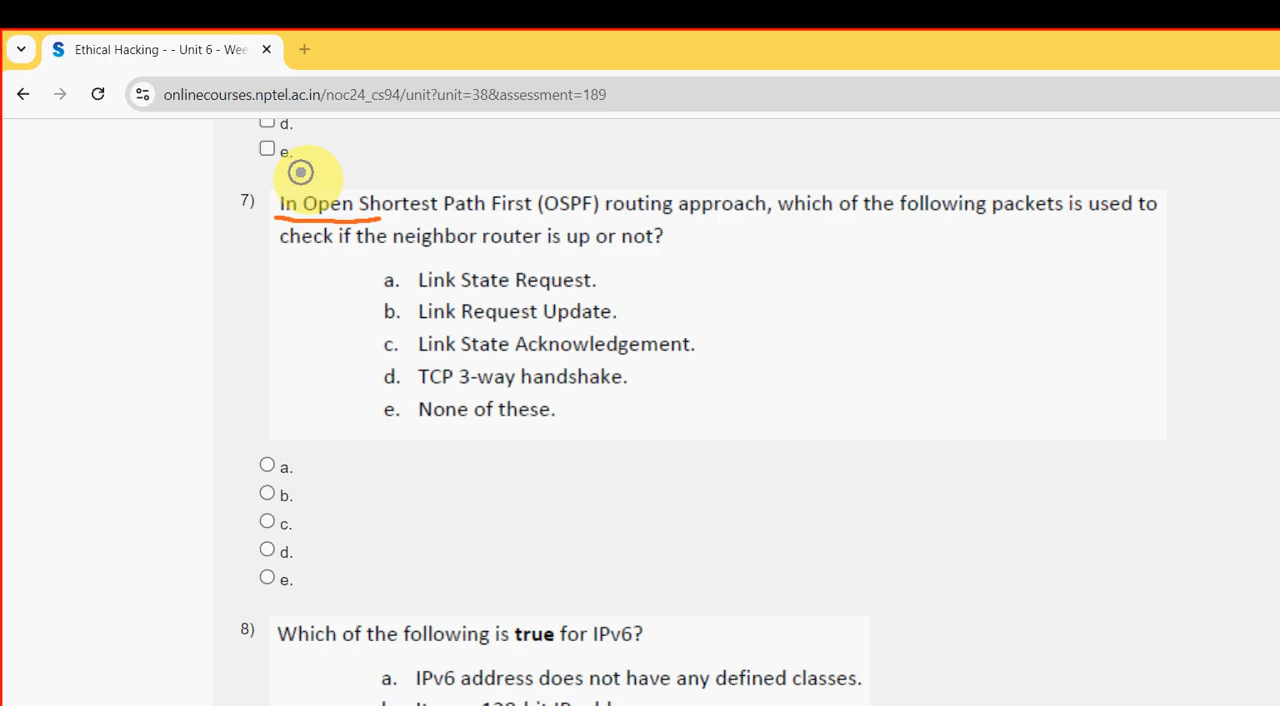 Ethical Hacking - - Unit 6 - Wee
onlinecourses.nptel.ac.in/noc24_cs94/unit?unit=38&assessment=189
d.
e.
7) In Open Shortest Path First (OSPF) routing approach, which of the following packets is used to
check if the neighbor router is up or not?
a. Link State Request.
b. Link Request Update.
c. Link State Acknowledgement.
d. TCP 3-way handshake.
e. None of these.
a.
b.
c.
d.
e.
8) Which of the following is true for IPv6?
a. IPv6 address does not have any defined classes.